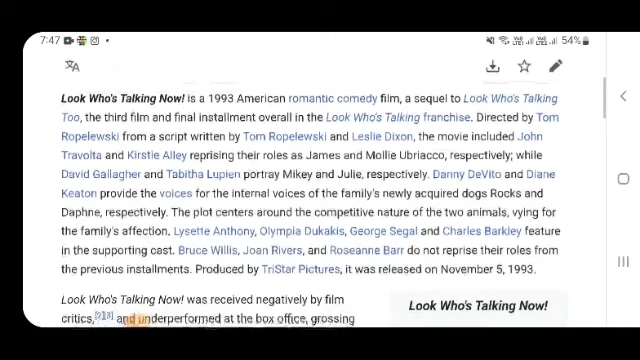 7:47
54%
Look Who's Talking Now! is a 1993 American romantic comedy film, a sequel to Look Who's Talking
Too, the third film and final installment overall in the Look Who's Talking franchise. Directed by Tom
Ropelewski from a script written by Tom Ropelewski and Leslie Dixon, the movie included John
Travolta and Kirstie Alley reprising their roles as James and Mollie Ubriacco, respectively; while
David Gallagher and Tabitha Lupien portray Mikey and Julie, respectively. Danny DeVito and Diane
Keaton provide the voices for the internal voices of the family's newly acquired dogs Rocks and
Daphne, respectively. The plot centers around the competitive nature of the two animals, vying for
the family's affection. Lysette Anthony, Olympia Dukakis, George Segal and Charles Barkley feature
in the supporting cast. Bruce Willis, Joan Rivers, and Roseanne Barr do not reprise their roles from
the previous installments. Produced by TriStar Pictures, it was released on November 5, 1993.
Look Who's Talking Now! was received negatively by film
Look Who's Talking Now!
critics,[2][3] and underperformed at the box office, grossing